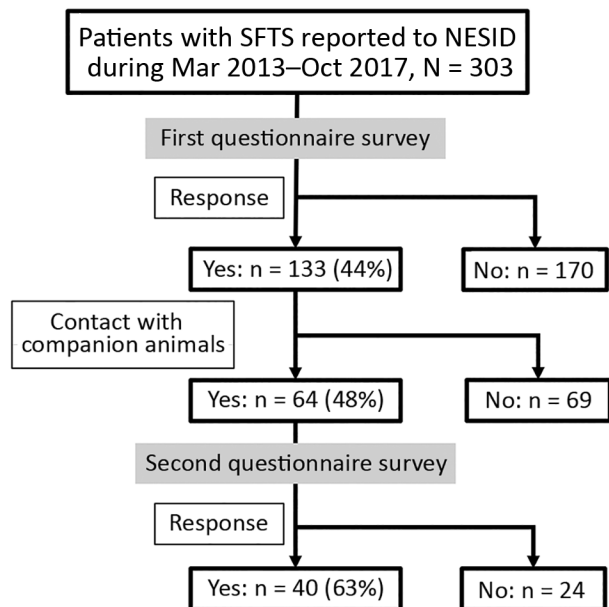 Patients with SFTS reported to NESID
during Mar 2013–Oct 2017, N = 303
First questionnaire survey
Response
Yes: n = 133 (44%)
No: n = 170
Contact with
companion animals
Yes: n = 64 (48%)
No: n = 69
Second questionnaire survey
Response
Yes: n = 40 (63%)
No: n = 24